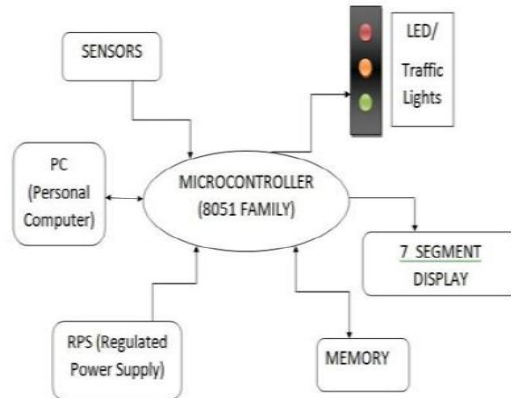 SENSORS
LED/
Traffic
Lights
PC
(Personal
Computer)
MICROCONTROLLER
(8051 FAMILY)
7 SEGMENT
DISPLAY
RPS (Regulated
Power Supply)
MEMORY